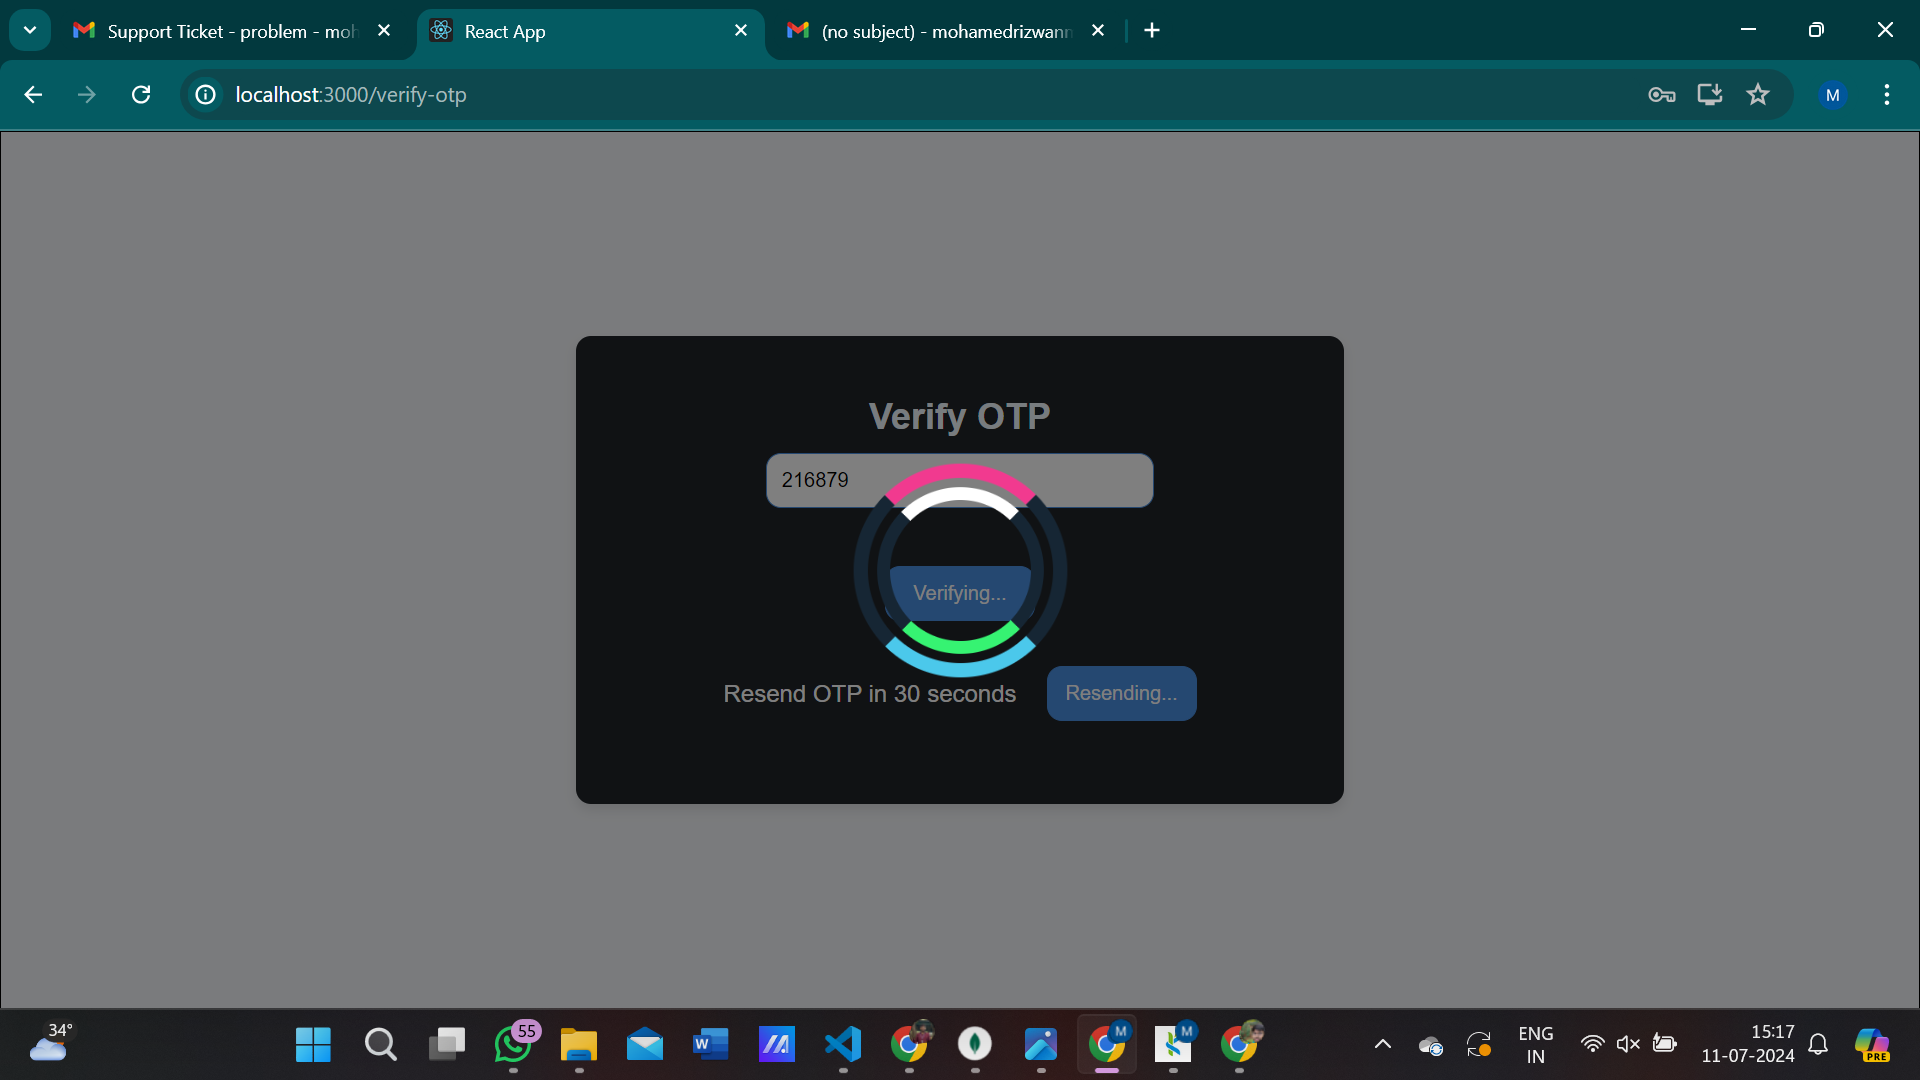 Support Ticket - problem - moh
React App
(no subject) - mohamedrizwann
localhost:3000/verify-otp
M
Verify OTP
216879
Verifying...
Resend OTP in 30 seconds
Resending...
34°
55
W
M
M
ENG
IN
15:17
11-07-2024
PRE